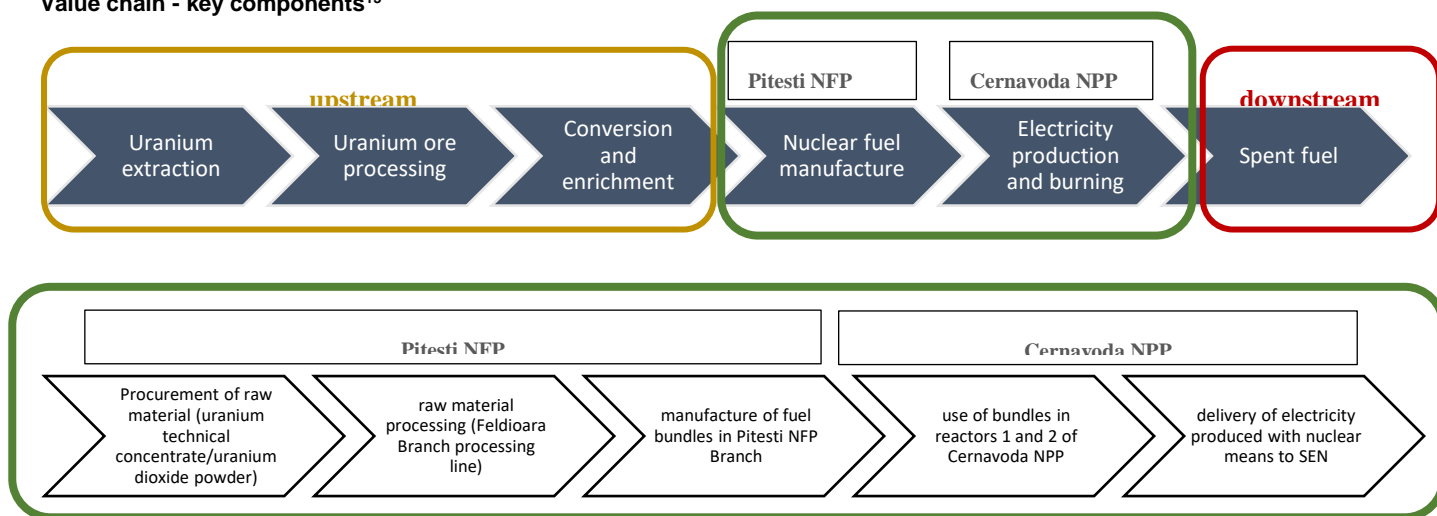 Value chain - key components
Pitesti NFP
Cernavoda NPP
upstream
downstream
Uranium
extraction
Uranium ore
processing
Conversion
and
enrichment
Nuclear fuel
manufacture
Electricity
production
and burning
Spent fuel
Pitesti NFP
Cernavoda NPP
Procurement of raw
material (uranium
technical
concentrate/uranium
dioxide powder)
raw material
processing (Feldioara
Branch processing
line)
manufacture of fuel
bundles in Pitesti NFP
Branch
use of bundles in
reactors 1 and 2 of
Cernavoda NPP
delivery of electricity
produced with nuclear
means to SEN